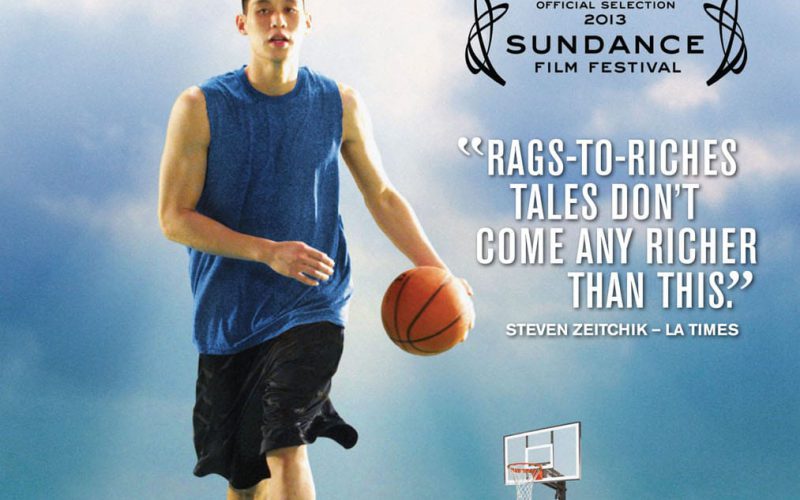 OFFICIAL SELECTION
2013
SUNDANCE
FILM FESTIVAL
“RAGS-TO-RICHES
TALES DON’T
COME ANY RICHER
THAN THIS.”
STEVEN ZEITCHIK – LA TIMES